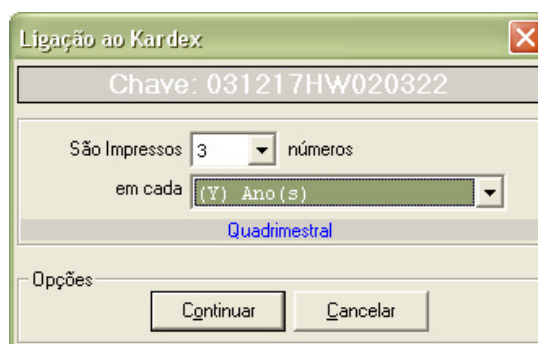 Ligação ao Kardex
Chave: 031217HW020322
São Impressos 3 números
em cada (Y) Ano(s)
Quadrimestral
Opções
Continuar Cancelar